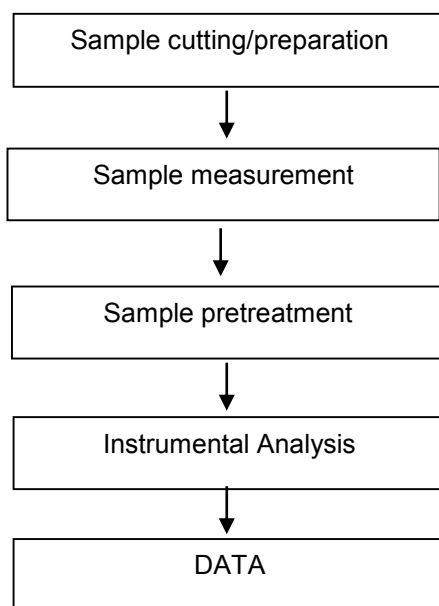 Sample cutting/preparation
Sample measurement
Sample pretreatment
Instrumental Analysis
DATA